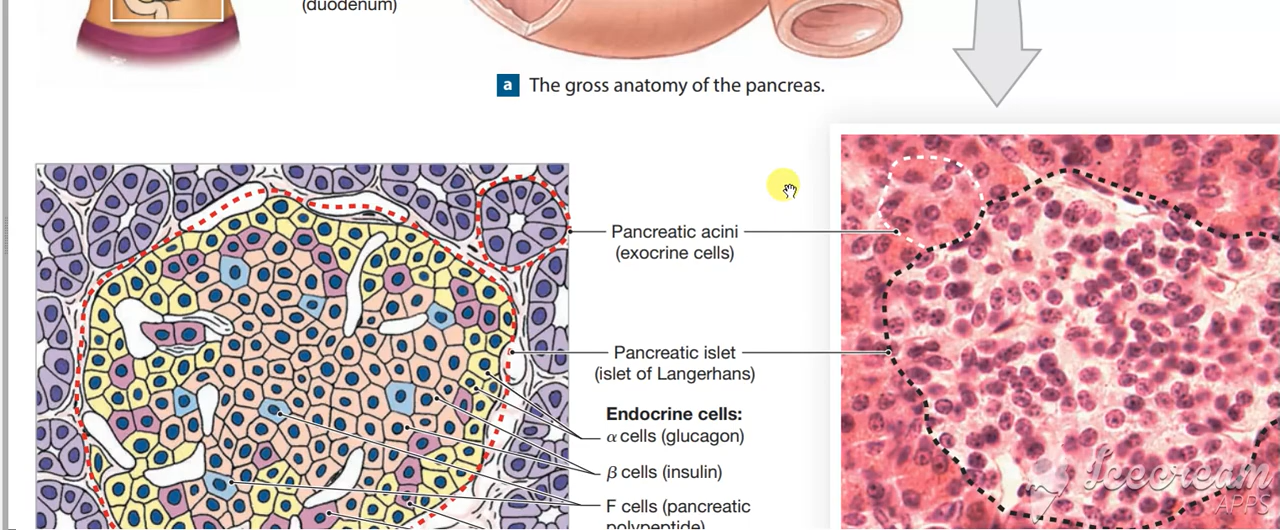 (duodenum)
a The gross anatomy of the pancreas.
Pancreatic acini
(exocrine cells)
Pancreatic islet
(islet of Langerhans)
Endocrine cells:
α cells (glucagon)
β cells (insulin)
F cells (pancreatic
polypeptide)
Icecream
APPS